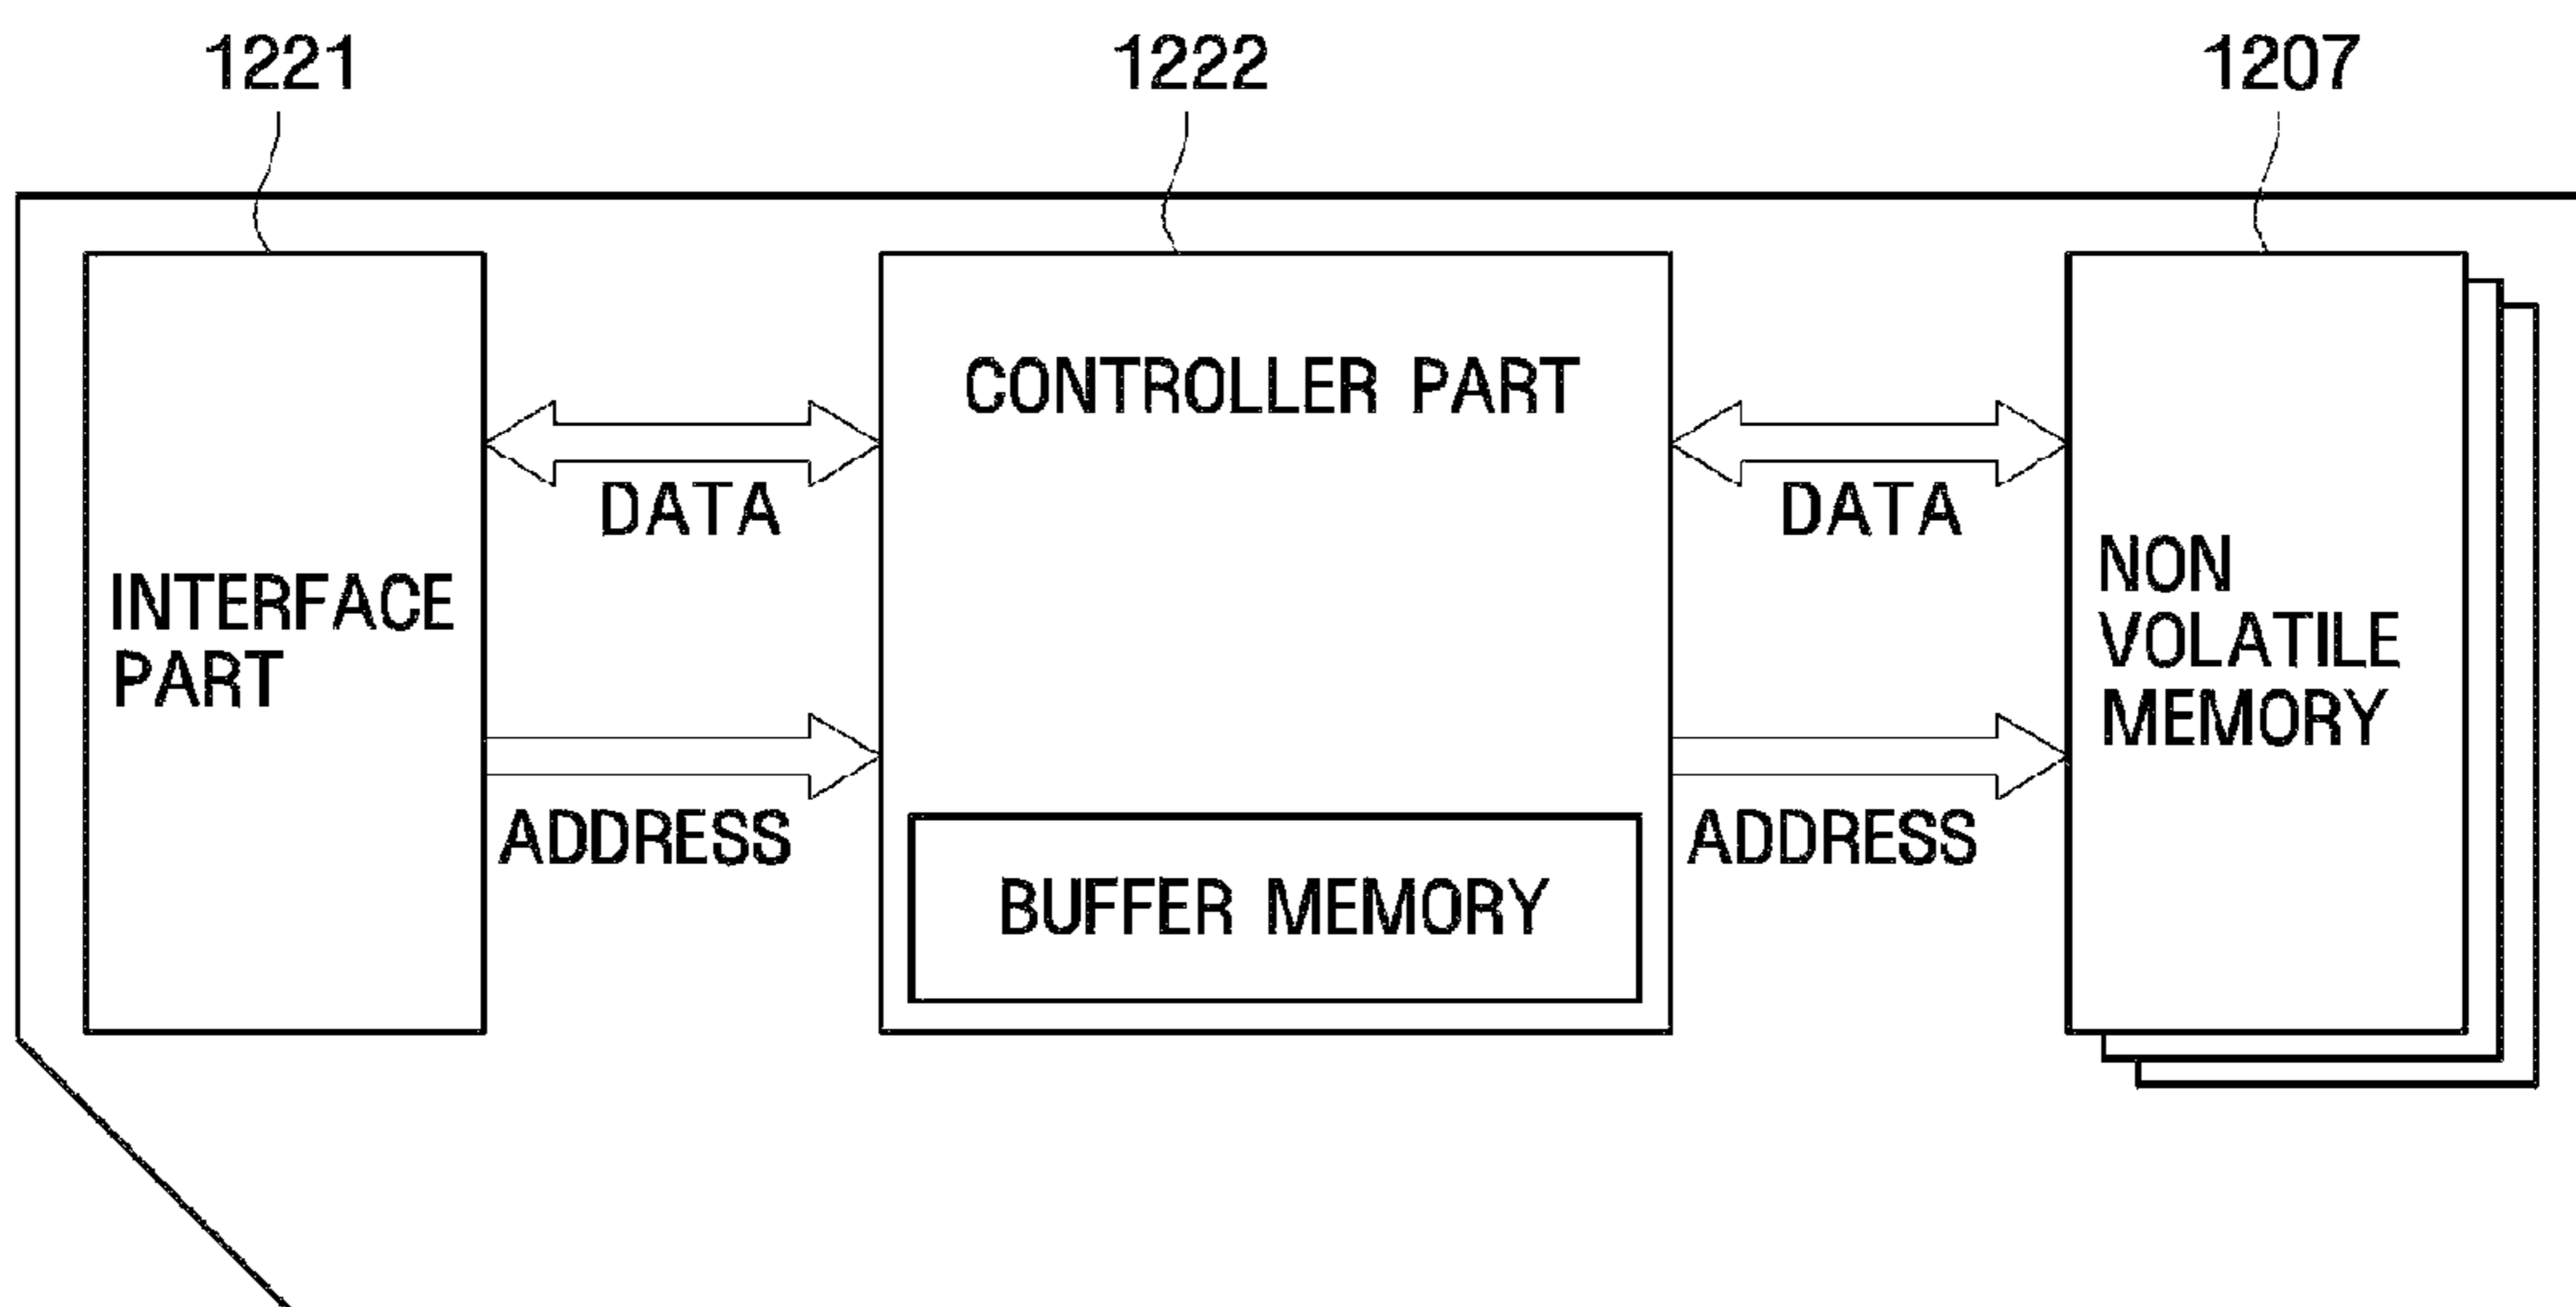 1221
1222
1207
CONTROLLER PART
DATA
DATA
INTERFACE
PART
NON
VOLATILE
MEMORY
ADDRESS
ADDRESS
BUFFER MEMORY